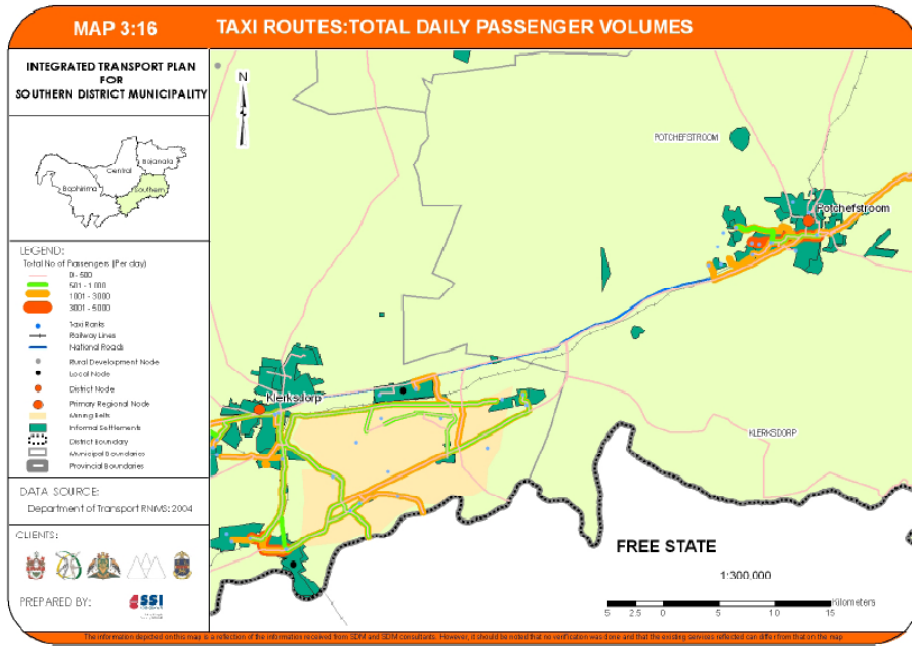 MAP 3:16
TAXI ROUTES:TOTAL DAILY PASSENGER VOLUMES
INTEGRATED TRANSPORT PLAN
FOR
SOUTHERN DISTRICT MUNICIPALITY
Bojanala
Central
Bophirima
Southern
LEGEND:
Total No of Passengers (Per day)
0 - 500
501 - 1 000
1001 - 3000
3001 - 5000
Taxi Ranks
Railway Lines
National Roads
Rural Development Node
Local Node
District Node
Primary Regional Node
Mining Belts
Informal Settlements
District Boundary
Municipal Boundaries
Provincial Boundaries
DATA SOURCE:
Department of Transport RNMS: 2004
CLIENTS:
PREPARED BY:
SSI
N
POTCHEFSTROOM
Potchefstroom
Klerksdorp
KLERKSDORP
FREE STATE
1:300,000
5 2.5 0 5 10 15
Kilometers
The information depicted on this map is a reflection of the information received from SDM and SDM consultants. However, it should be noted that no verification was done and that the existing services reflected can differ from that on the map